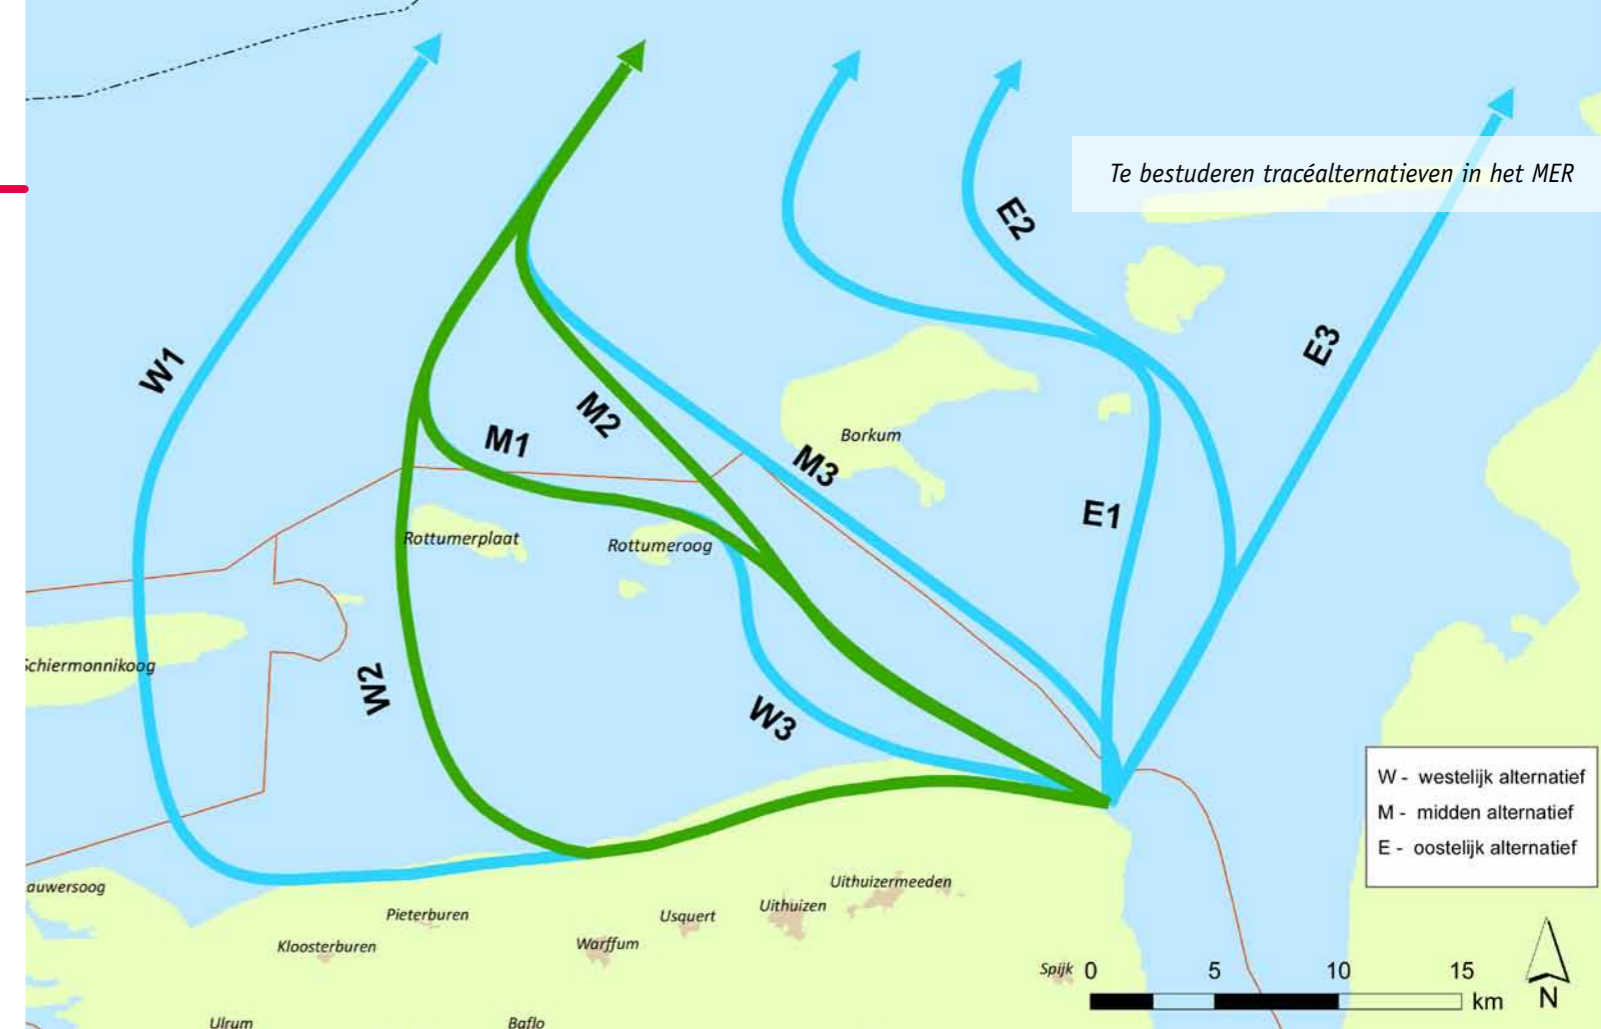 Te bestuderen tracéalternatieven in het MER
E2
W1
E3
M2
Borkum
M1
M3
E1
Rottumerplaat
Rottumeroog
Schiermonnikoog
W2
W3
W - westelijk alternatief
M - midden alternatief
E - oostelijk alternatief
auwersoog
Uithuizermeeden
Uithuizen
Pieterburen
Usquert
Kloosterburen
Warffum
Spijk
0 5 10 15
km
N
Ulrum
Baflo